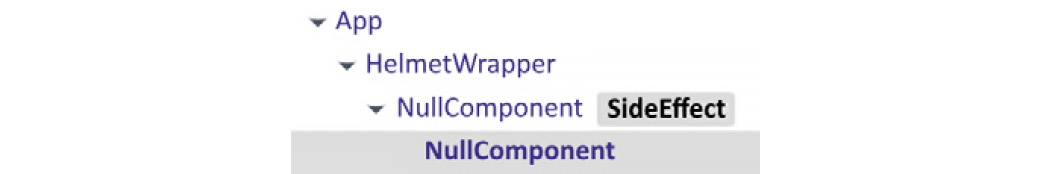 App
HelmetWrapper
NullComponent SideEffect
NullComponent